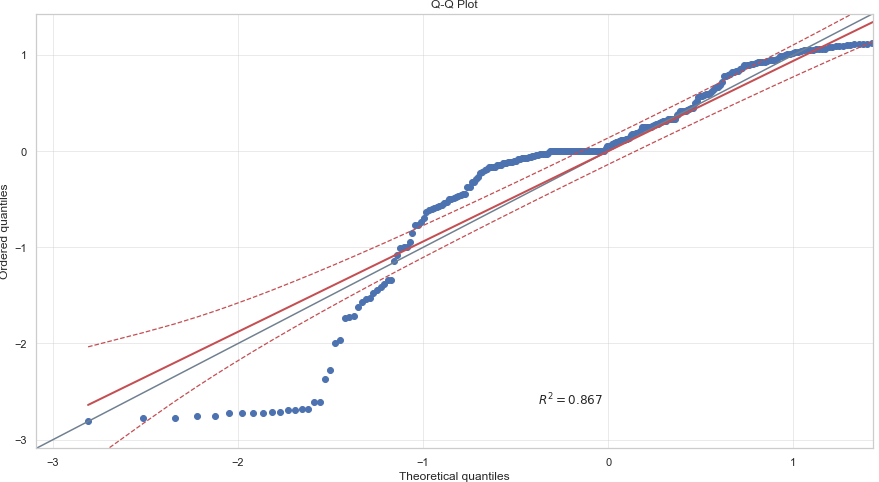 Q-Q Plot
1
0
−1
−2
−3
Ordered quantiles
R² = 0.867
−3
−2
−1
0
1
Theoretical quantiles